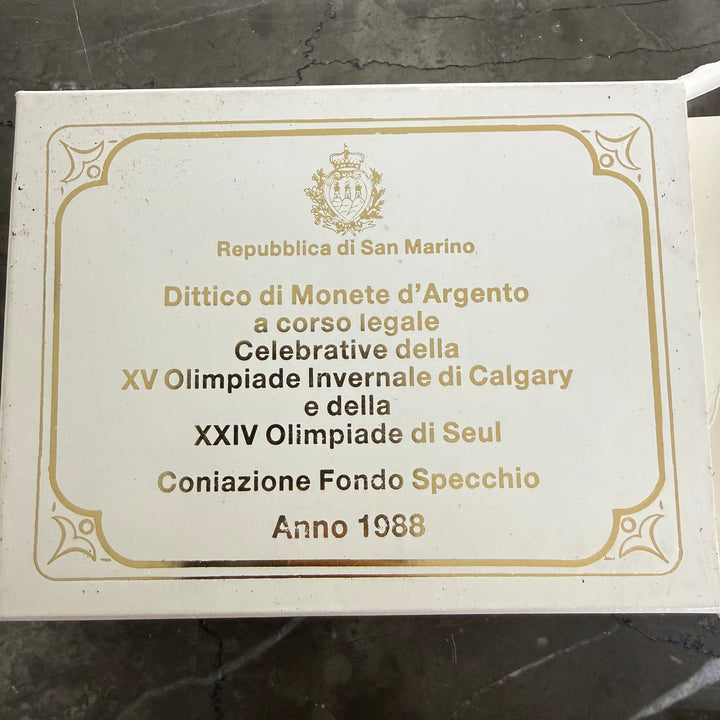 Repubblica di San Marino
Dittico di Monete d'Argento
a corso legale
Celebrative della
XV Olimpiade Invernale di Calgary
e della
XXIV Olimpiade di Seul
Coniazione Fondo Specchio
Anno 1988